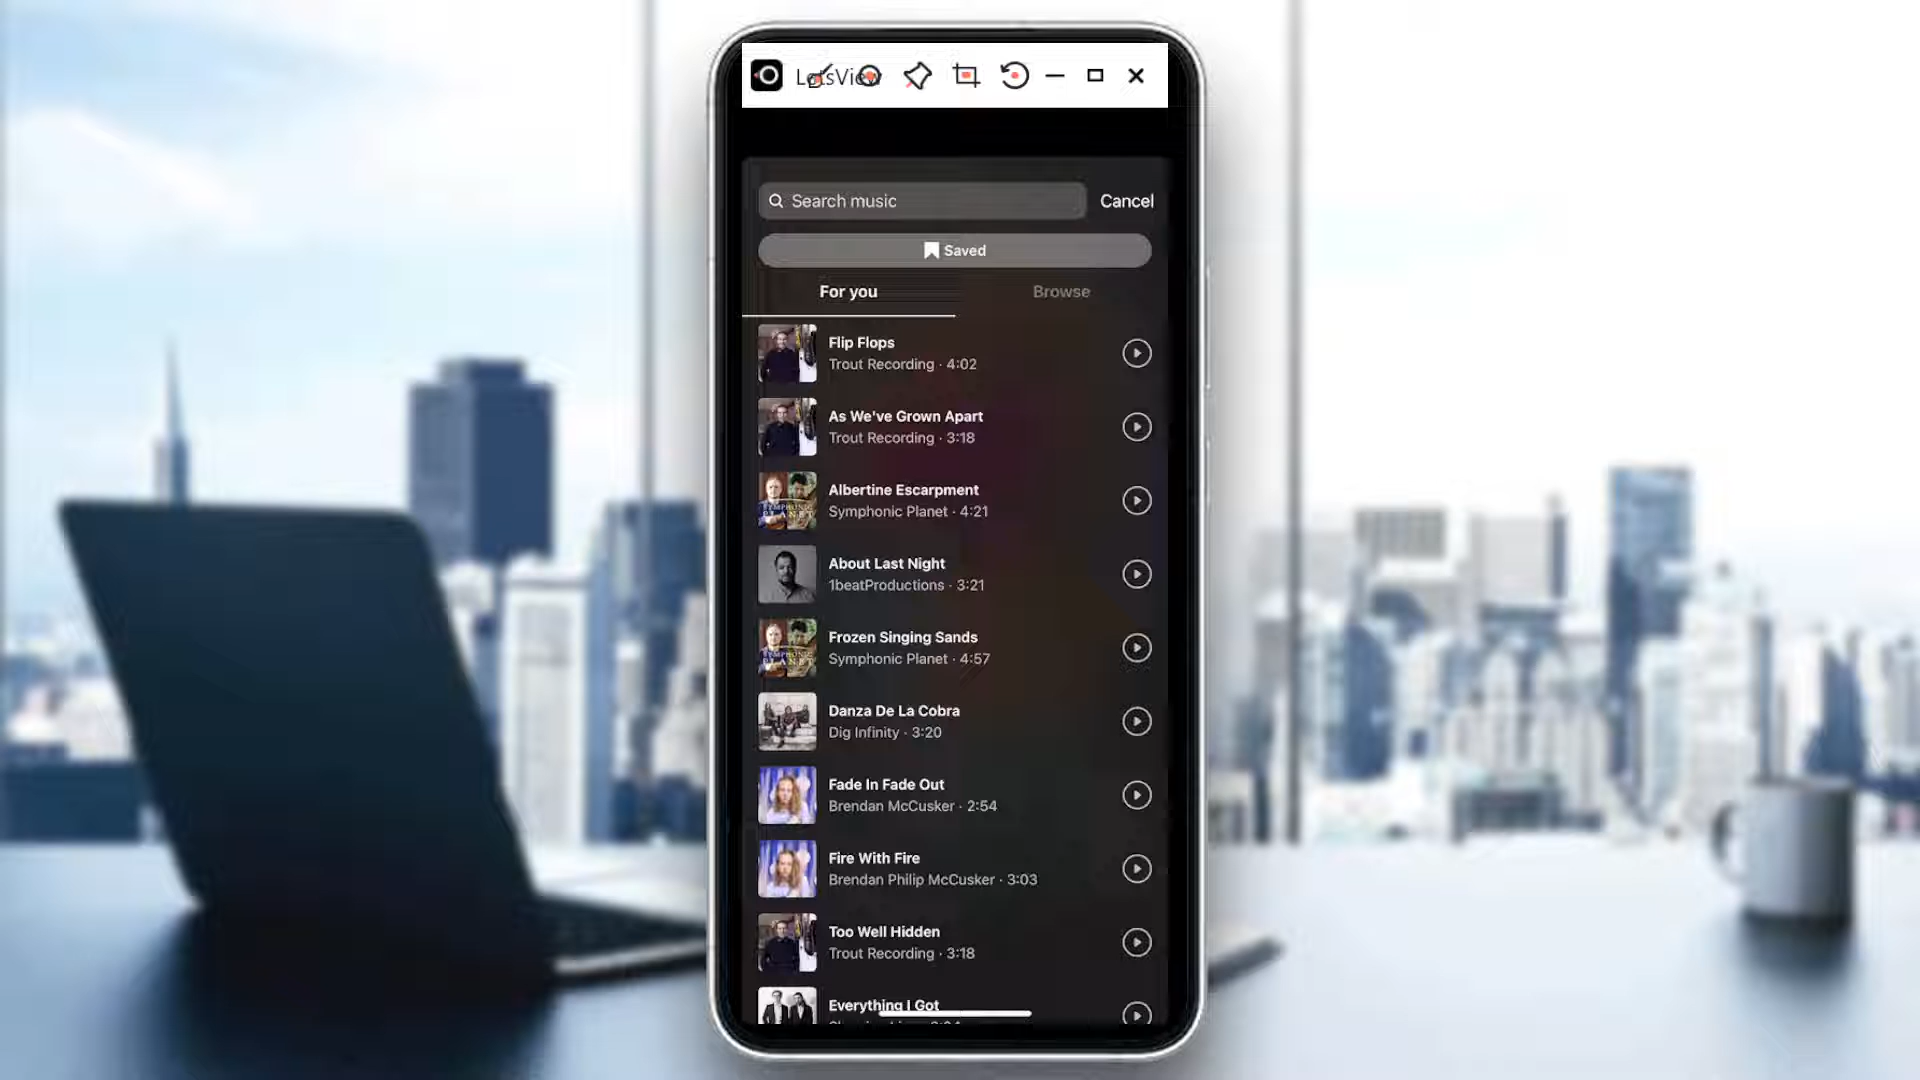 LetsView
Search music
Cancel
Saved
For you
Browse
Flip Flops
Trout Recording · 4:02
As We've Grown Apart
Trout Recording · 3:18
Albertine Escarpment
Symphonic Planet · 4:21
About Last Night
1beatProductions · 3:21
Frozen Singing Sands
Symphonic Planet · 4:57
Danza De La Cobra
Dig Infinity · 3:20
Fade In Fade Out
Brendan McCusker · 2:54
Fire With Fire
Brendan Philip McCusker · 3:03
Too Well Hidden
Trout Recording · 3:18
Everything I Got